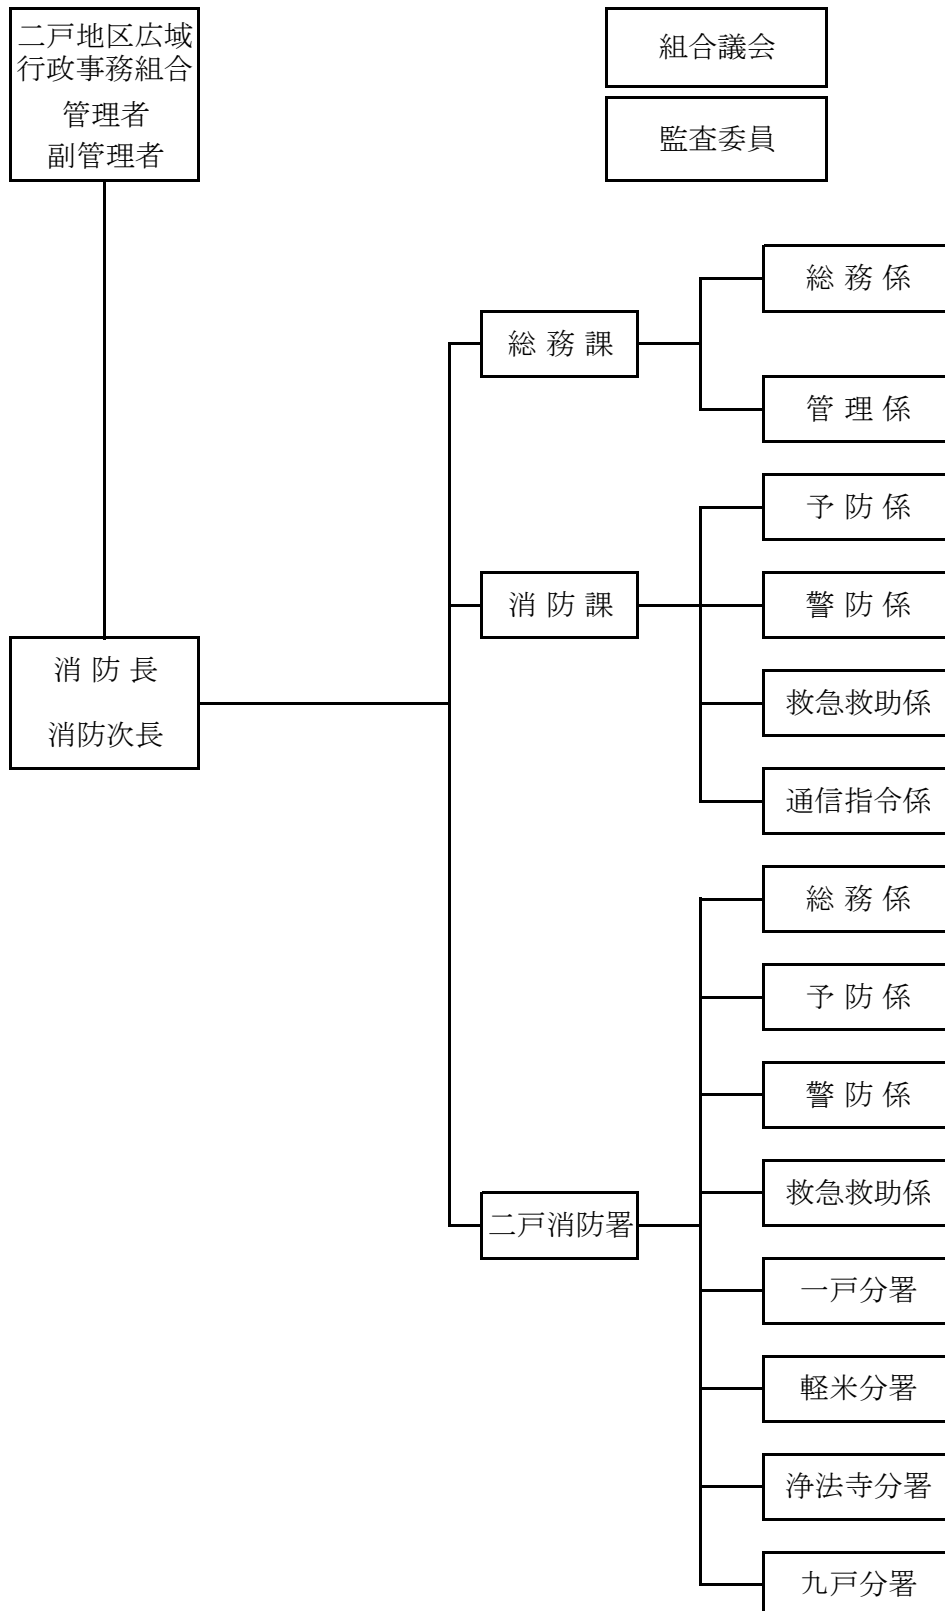 二戸地区広域
行政事務組合
管理者
副管理者
組合議会
監査委員
総務係
総務課
管理係
予防係
消防課
警防係
消防長
消防次長
救急救助係
通信指令係
総務係
予防係
警防係
救急救助係
二戸消防署
一戸分署
軽米分署
浄法寺分署
九戸分署